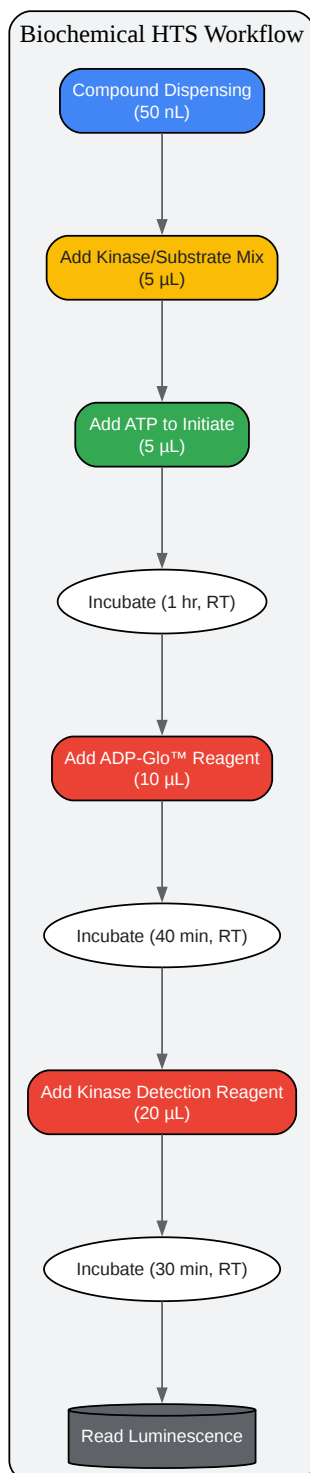 Biochemical HTS Workflow
Compound Dispensing
(50 nL)
Add Kinase/Substrate Mix
(5 µL)
Add ATP to Initiate
(5 µL)
Incubate (1 hr, RT)
Add ADP-Glo™ Reagent
(10 µL)
Incubate (40 min, RT)
Add Kinase Detection Reagent
(20 µL)
Incubate (30 min, RT)
Read Luminescence